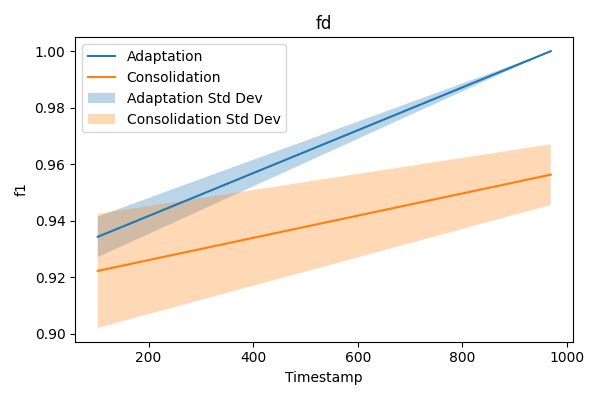 fd
Adaptation
Consolidation
Adaptation Std Dev
Consolidation Std Dev
1.00
0.98
0.96
0.94
0.92
0.90
f1
200
400
600
800
1000
Timestamp